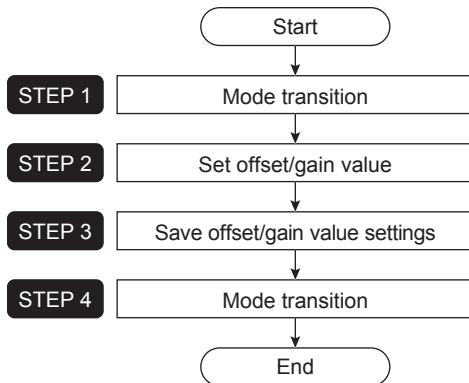 Start
STEP 1 Mode transition
STEP 2 Set offset/gain value
STEP 3 Save offset/gain value settings
STEP 4 Mode transition
End